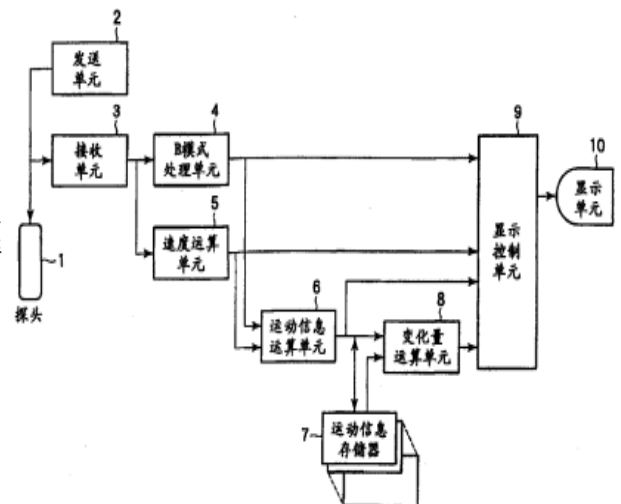 2
发送
单元
3
接收
单元
4
B模式
处理单元
9
显示
控制
单元
10
显示
单元
5
速度运算
单元
1
探头
6
运动信息
运算单元
8
变化量
运算单元
7
运动信息
存储器